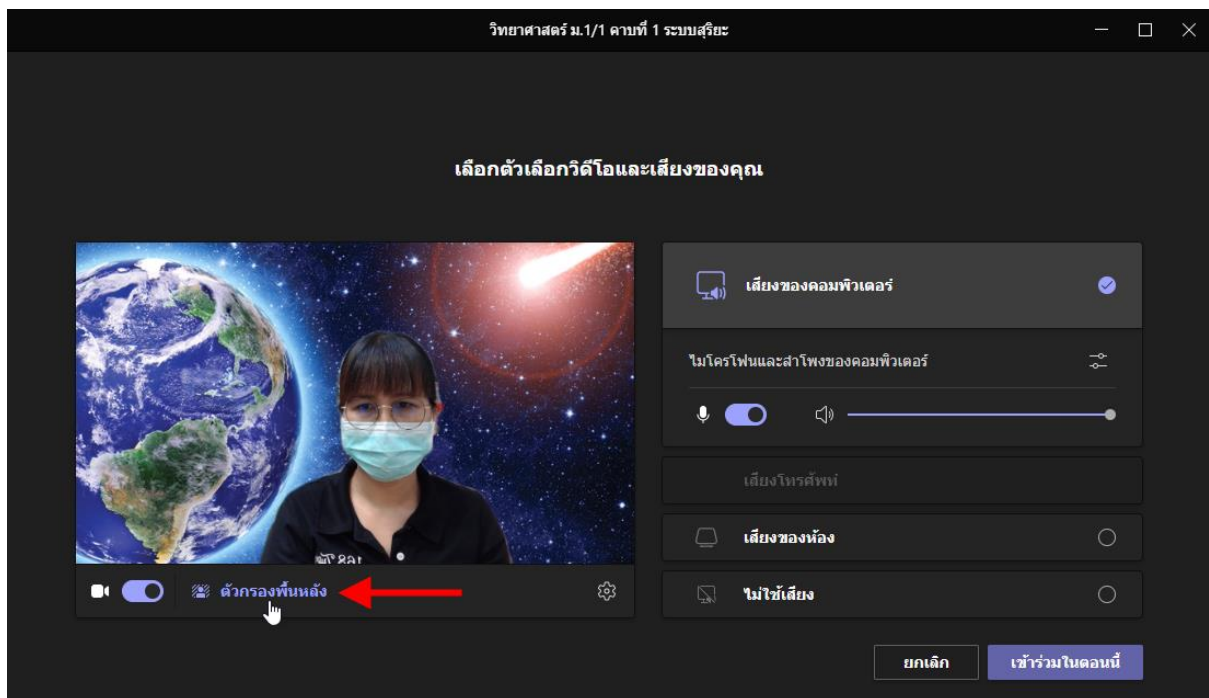 วิทยาศาสตร์ ม.1/1 คาบที่ 1 ระบบสุริยะ
เลือกตัวเลือกวิดีโอและเสียงของคุณ
เสียงของคอมพิวเตอร์
ไมโครโฟนและลำโพงของคอมพิวเตอร์
เสียงโทรศัพท์
เสียงของห้อง
ตัวกรองพื้นหลัง
ไม่ใช้เสียง
ยกเลิก
เข้าร่วมในตอนนี้